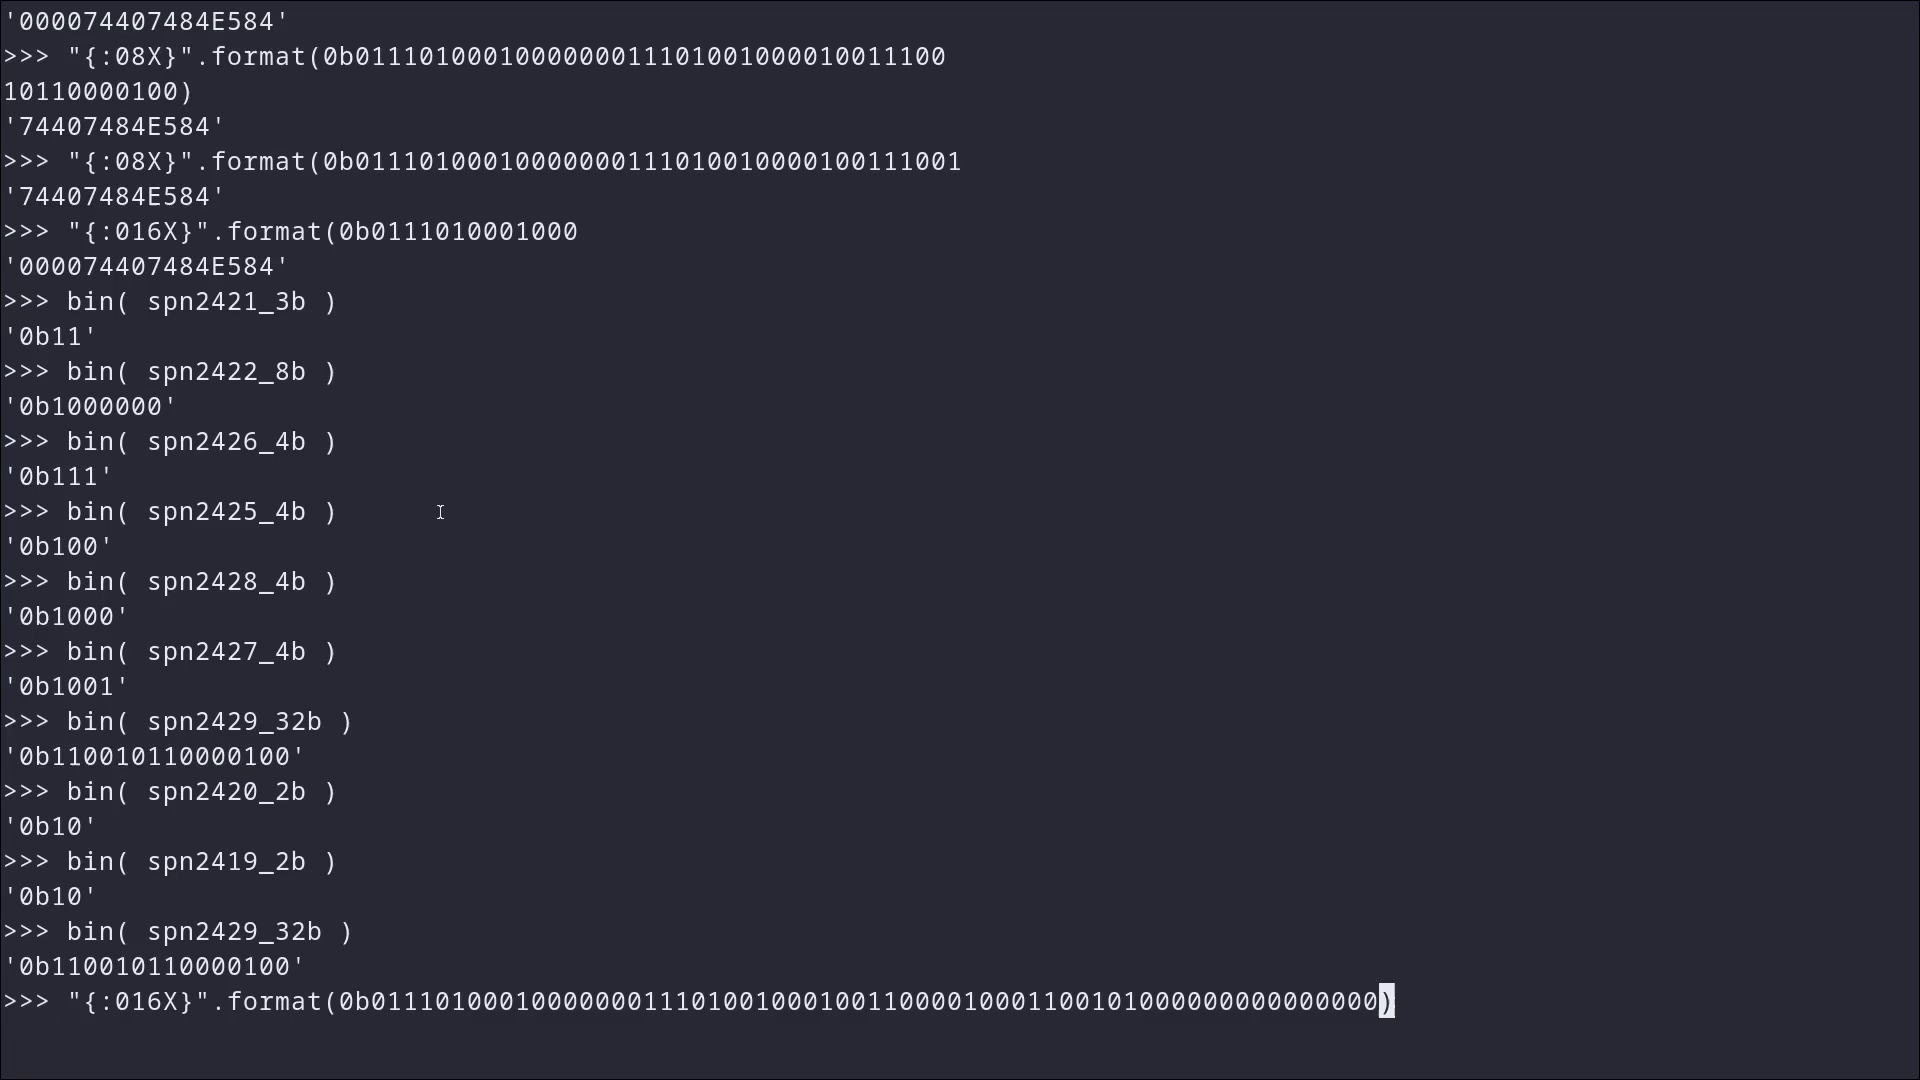 '000074407484E584'
>>> "{:08X}".format(0b0111010001000000011101001000010011100
10110000100)
'74407484E584'
>>> "{:08X}".format(0b01110100010000000111010010000100111001
'74407484E584'
>>> "{:016X}".format(0b0111010001000
'000074407484E584'
>>> bin( spn2421_3b )
'0b11'
>>> bin( spn2422_8b )
'0b1000000'
>>> bin( spn2426_4b )
'0b111'
>>> bin( spn2425_4b )
'0b100'
>>> bin( spn2428_4b )
'0b1000'
>>> bin( spn2427_4b )
'0b1001'
>>> bin( spn2429_32b )
'0b110010110000100'
>>> bin( spn2420_2b )
'0b10'
>>> bin( spn2419_2b )
'0b10'
>>> bin( spn2429_32b )
'0b110010110000100'
>>> "{:016X}".format(0b011101000100000001110100100010011000010001100101000000000000000)